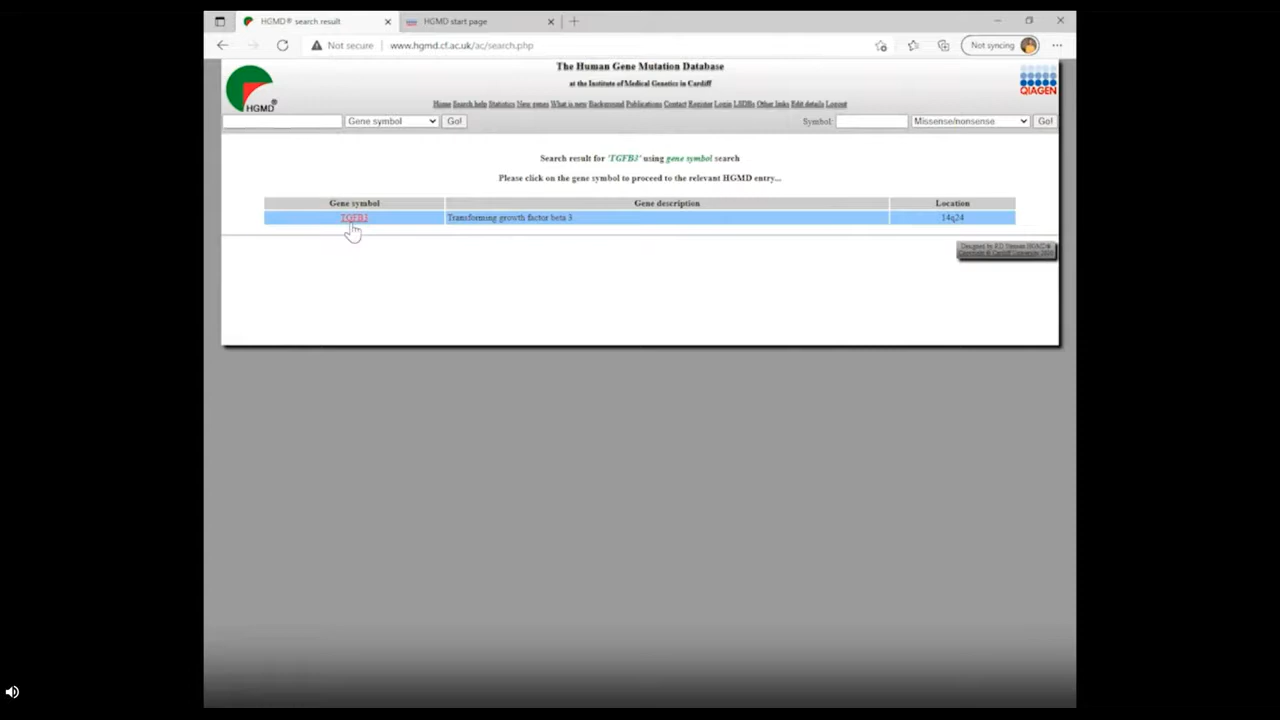 HGMD® search result
HGMD start page
Not secure www.hgmd.cf.ac.uk/ac/search.php
Not syncing
The Human Gene Mutation Database
at the Institute of Medical Genetics in Cardiff
HGMD®
QIAGEN
Home Search help Statistics New genes What is new Background Publications Contact Register Login LSDBs Other links Edit details Logout
Gene symbol Go! Symbol: Missense/nonsense Go!
Search result for 'TGFB3' using gene symbol search
Please click on the gene symbol to proceed to the relevant HGMD entry...
Gene symbol Gene description Location
TGFB3 Transforming growth factor beta 3 14q24